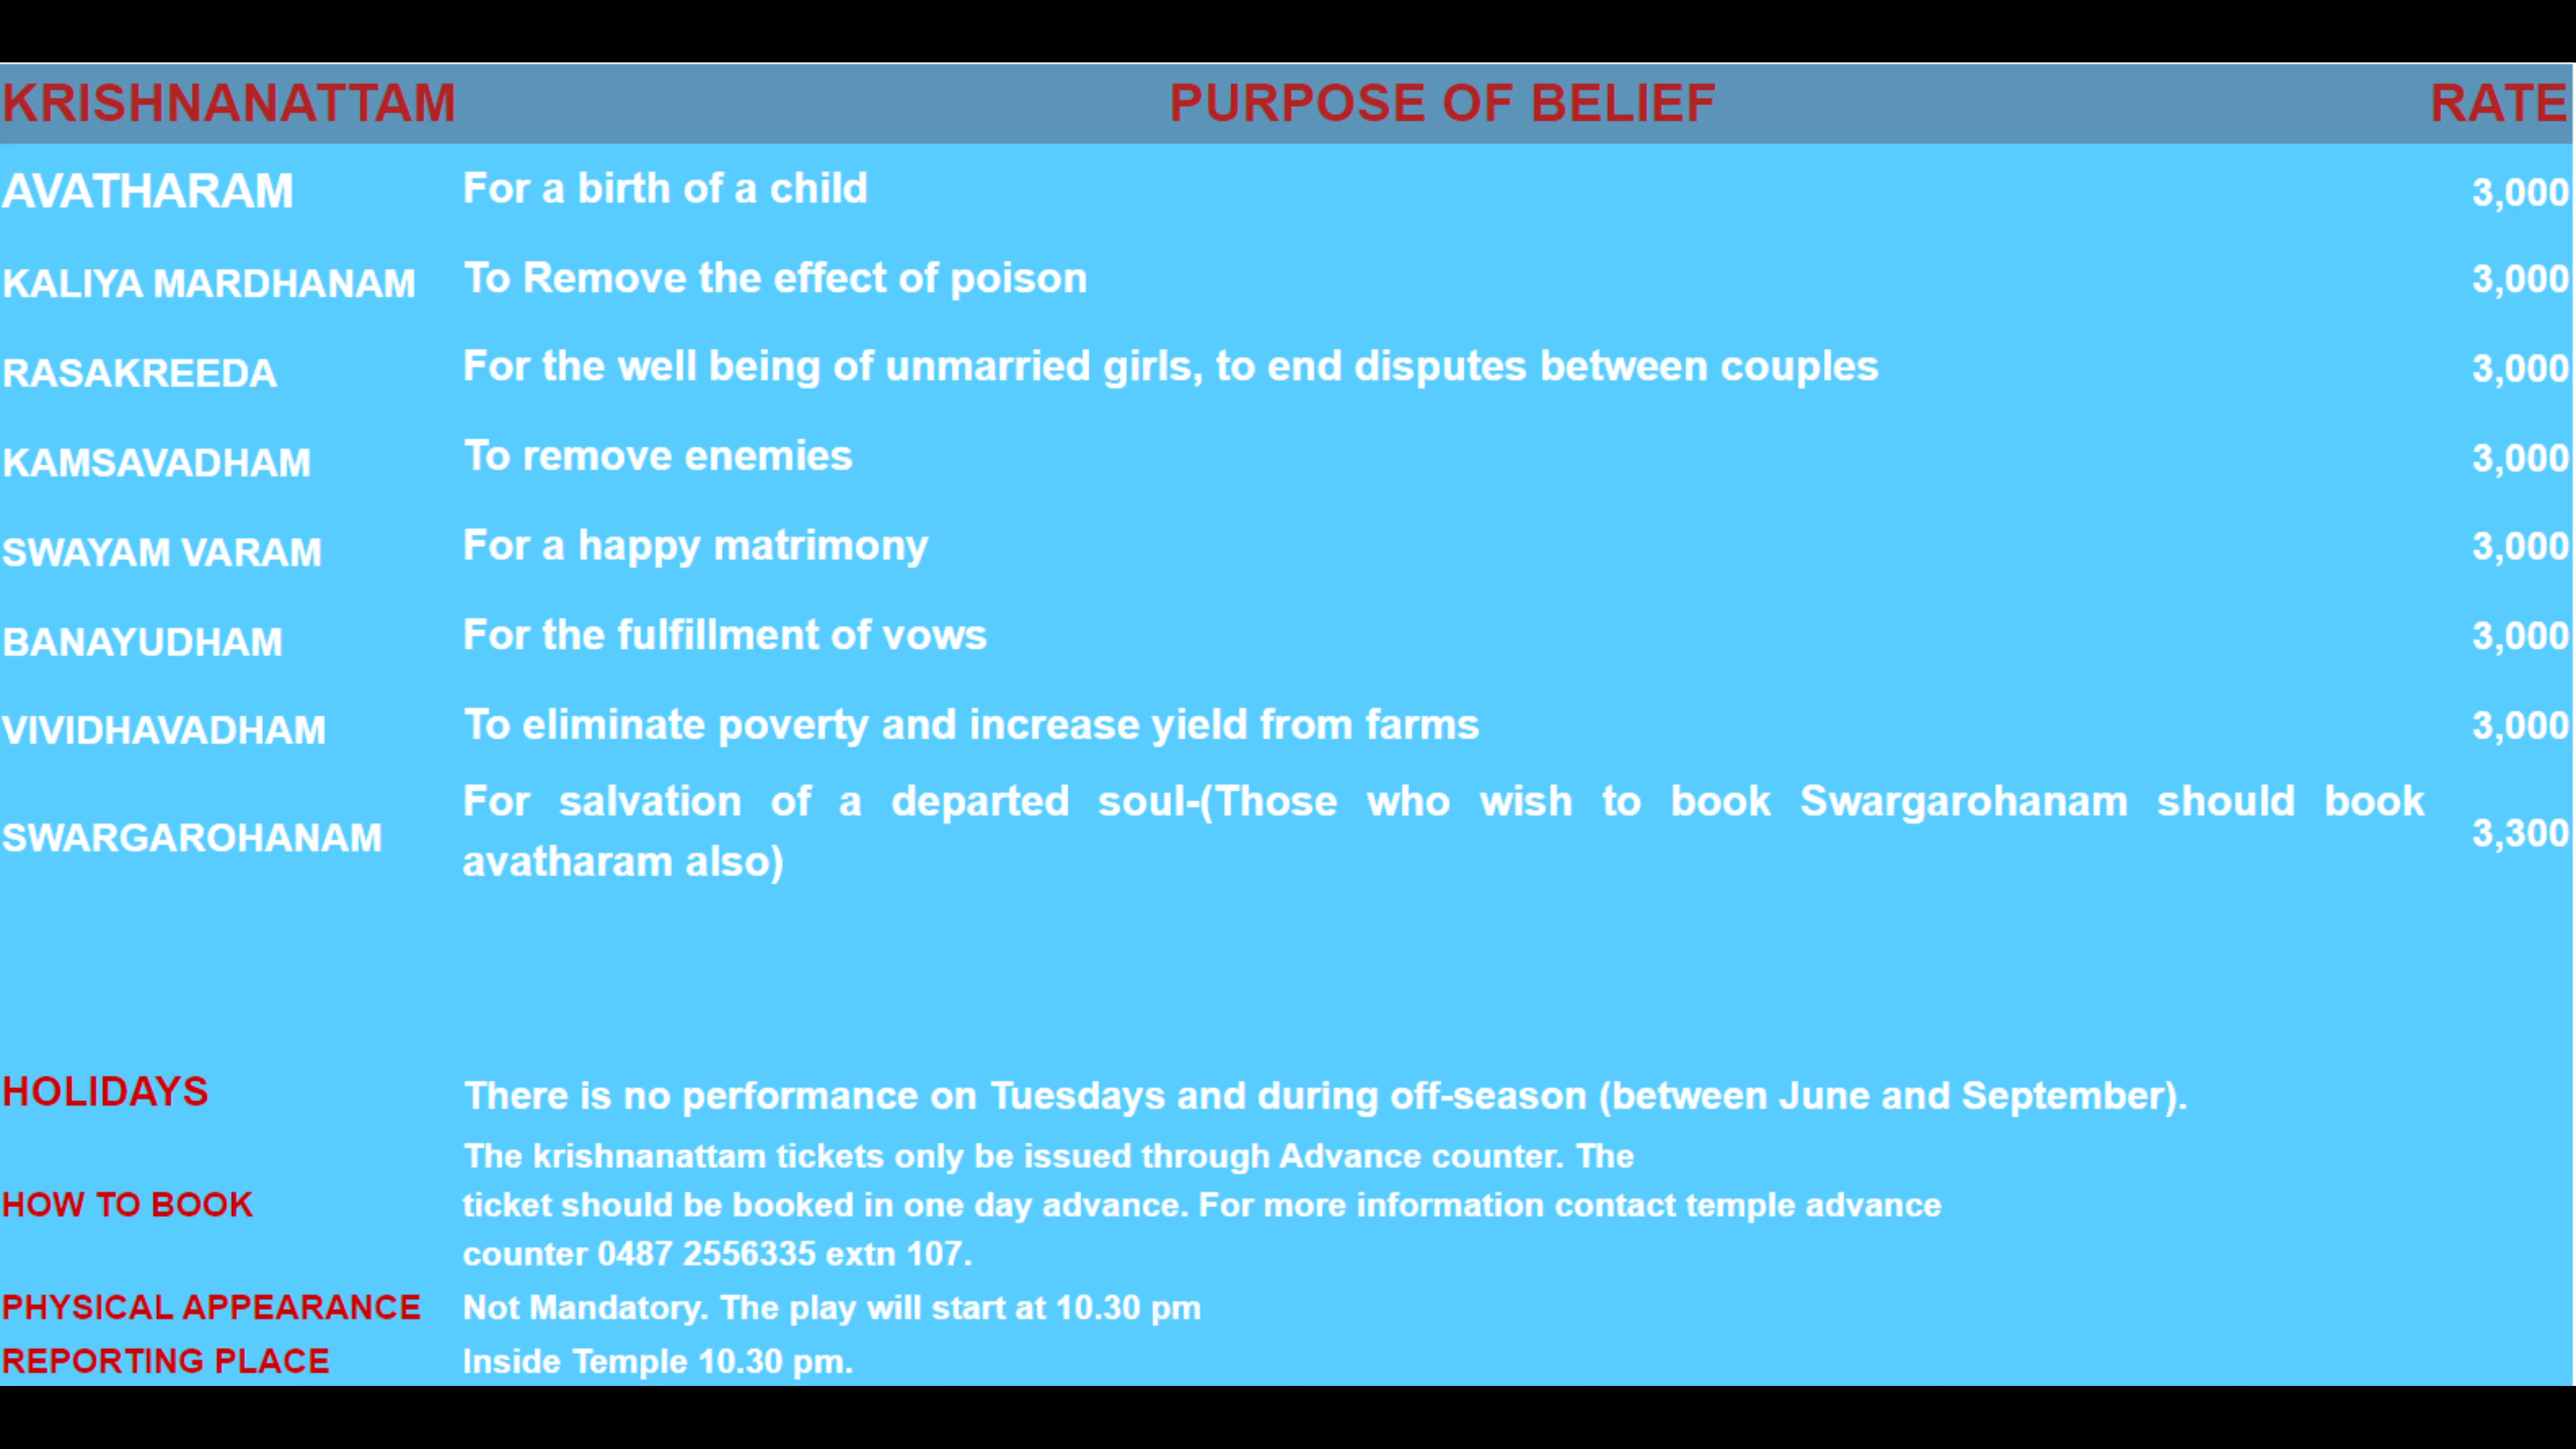 KRISHNANATTAM PURPOSE OF BELIEF RATE
AVATHARAM For a birth of a child 3,000
KALIYA MARDHANAM To Remove the effect of poison 3,000
RASAKREEDA For the well being of unmarried girls, to end disputes between couples 3,000
KAMSAVADHAM To remove enemies 3,000
SWAYAM VARAM For a happy matrimony 3,000
BANAYUDHAM For the fulfillment of vows 3,000
VIVIDHAVADHAM To eliminate poverty and increase yield from farms 3,000
SWARGAROHANAM For salvation of a departed soul-(Those who wish to book Swargarohanam should book
avatharam also) 3,300
HOLIDAYS There is no performance on Tuesdays and during off-season (between June and September).
HOW TO BOOK The krishnanattam tickets only be issued through Advance counter. The
ticket should be booked in one day advance. For more information contact temple advance
counter 0487 2556335 extn 107.
PHYSICAL APPEARANCE Not Mandatory. The play will start at 10.30 pm
REPORTING PLACE Inside Temple 10.30 pm.